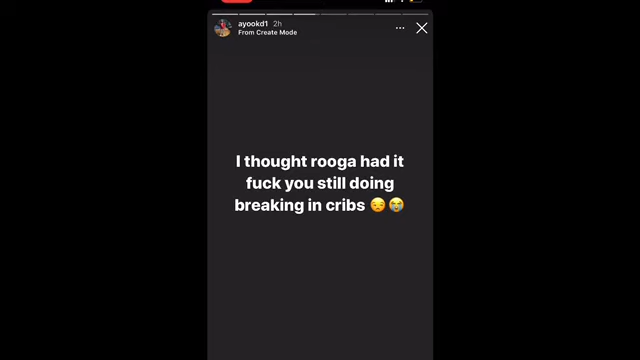 ayookd1 2h
From Create Mode
I thought rooga had it
fuck you still doing
breaking in cribs 😒😭